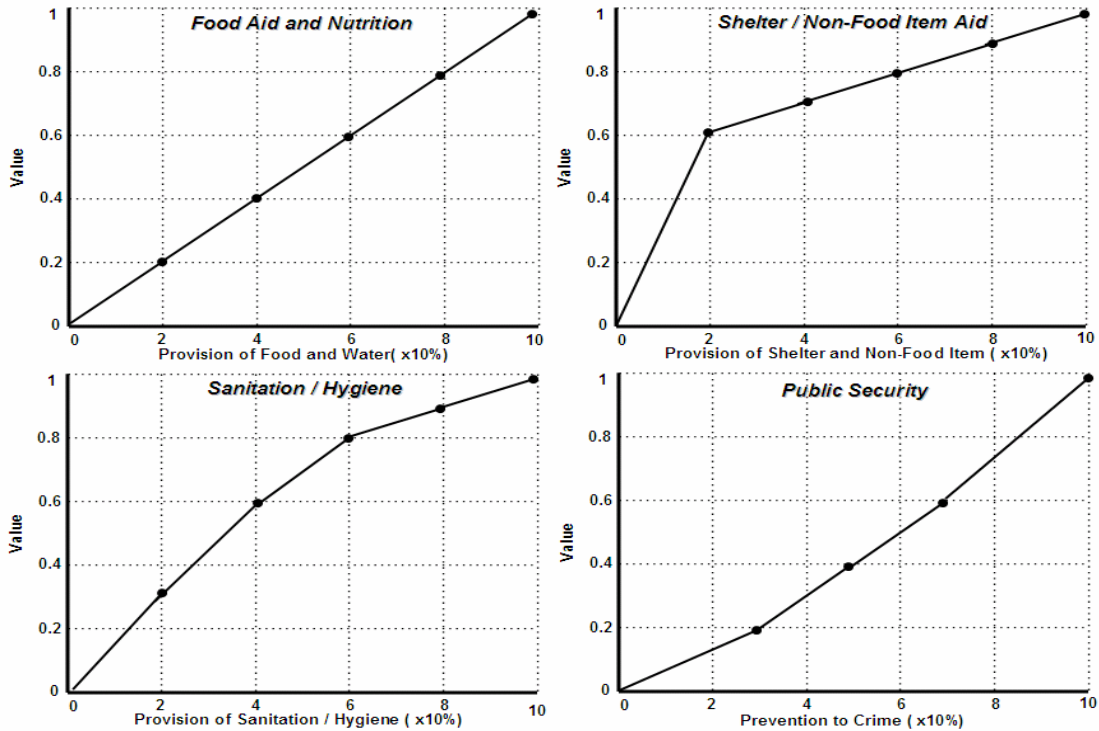 Food Aid and Nutrition
1
0.8
0.6
0.4
0.2
0
Value
0 2 4 6 8 10
Provision of Food and Water( x10%)
Shelter / Non-Food Item Aid
1
0.8
0.6
0.4
0.2
0
Value
0 2 4 6 8 10
Provision of Shelter and Non-Food Item ( x10%)
Sanitation / Hygiene
1
0.8
0.6
0.4
0.2
0
Value
0 2 4 6 8 10
Provision of Sanitation / Hygiene ( x10%)
Public Security
1
0.8
0.6
0.4
0.2
0
Value
0 2 4 6 8 10
Prevention to Crime ( x10%)